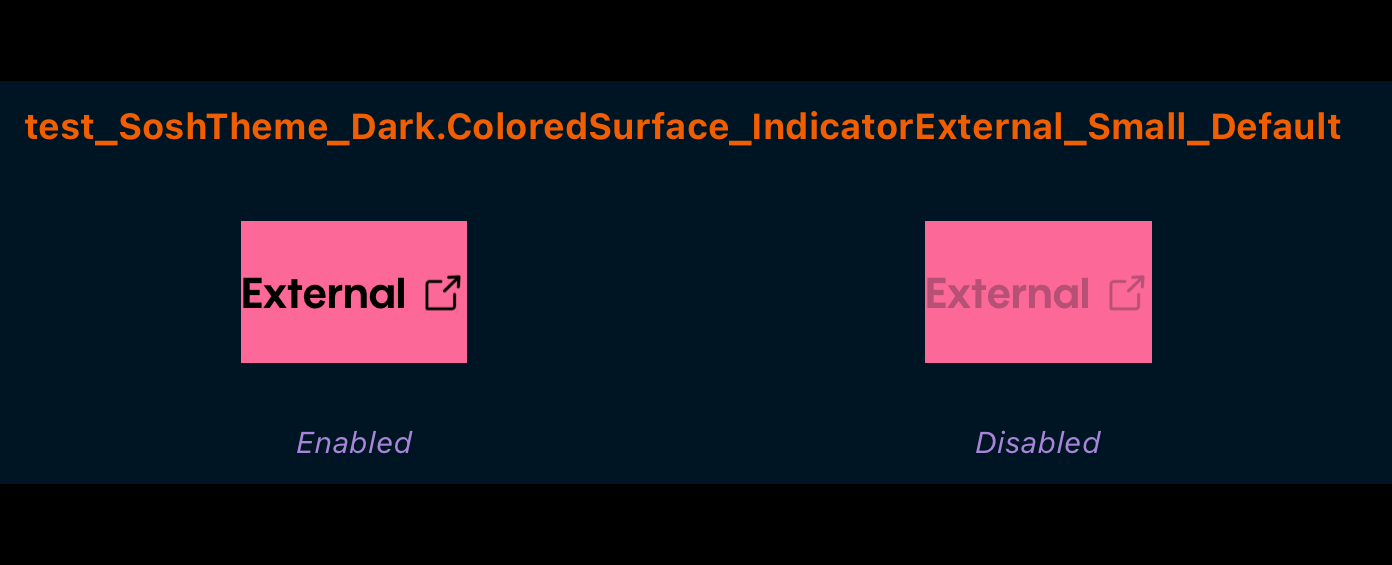 test_SoshTheme_Dark.ColoredSurface_IndicatorExternal_Small_Default
External
External
Enabled
Disabled